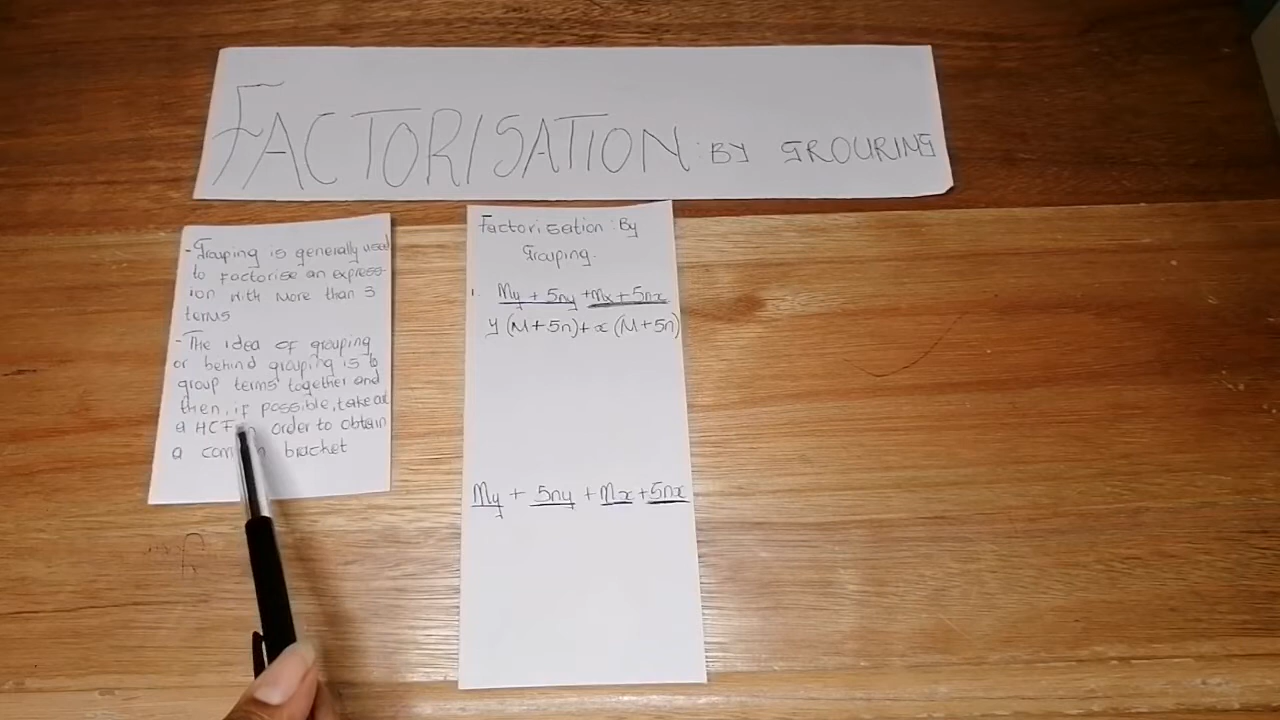 FACTORISATION : BY GROUPING
- Grouping is generally used
to factorise an express-
ion with more than 3
terms
- The idea of grouping
or behind grouping is to
group terms together and
then, if possible, take out
a HCF order to obtain
a bracket
Factorisation : By
Grouping.
1. My + 5ny + Mx + 5nx
y (M + 5n) + x (M + 5n)
My + 5ny + Mx + 5nx